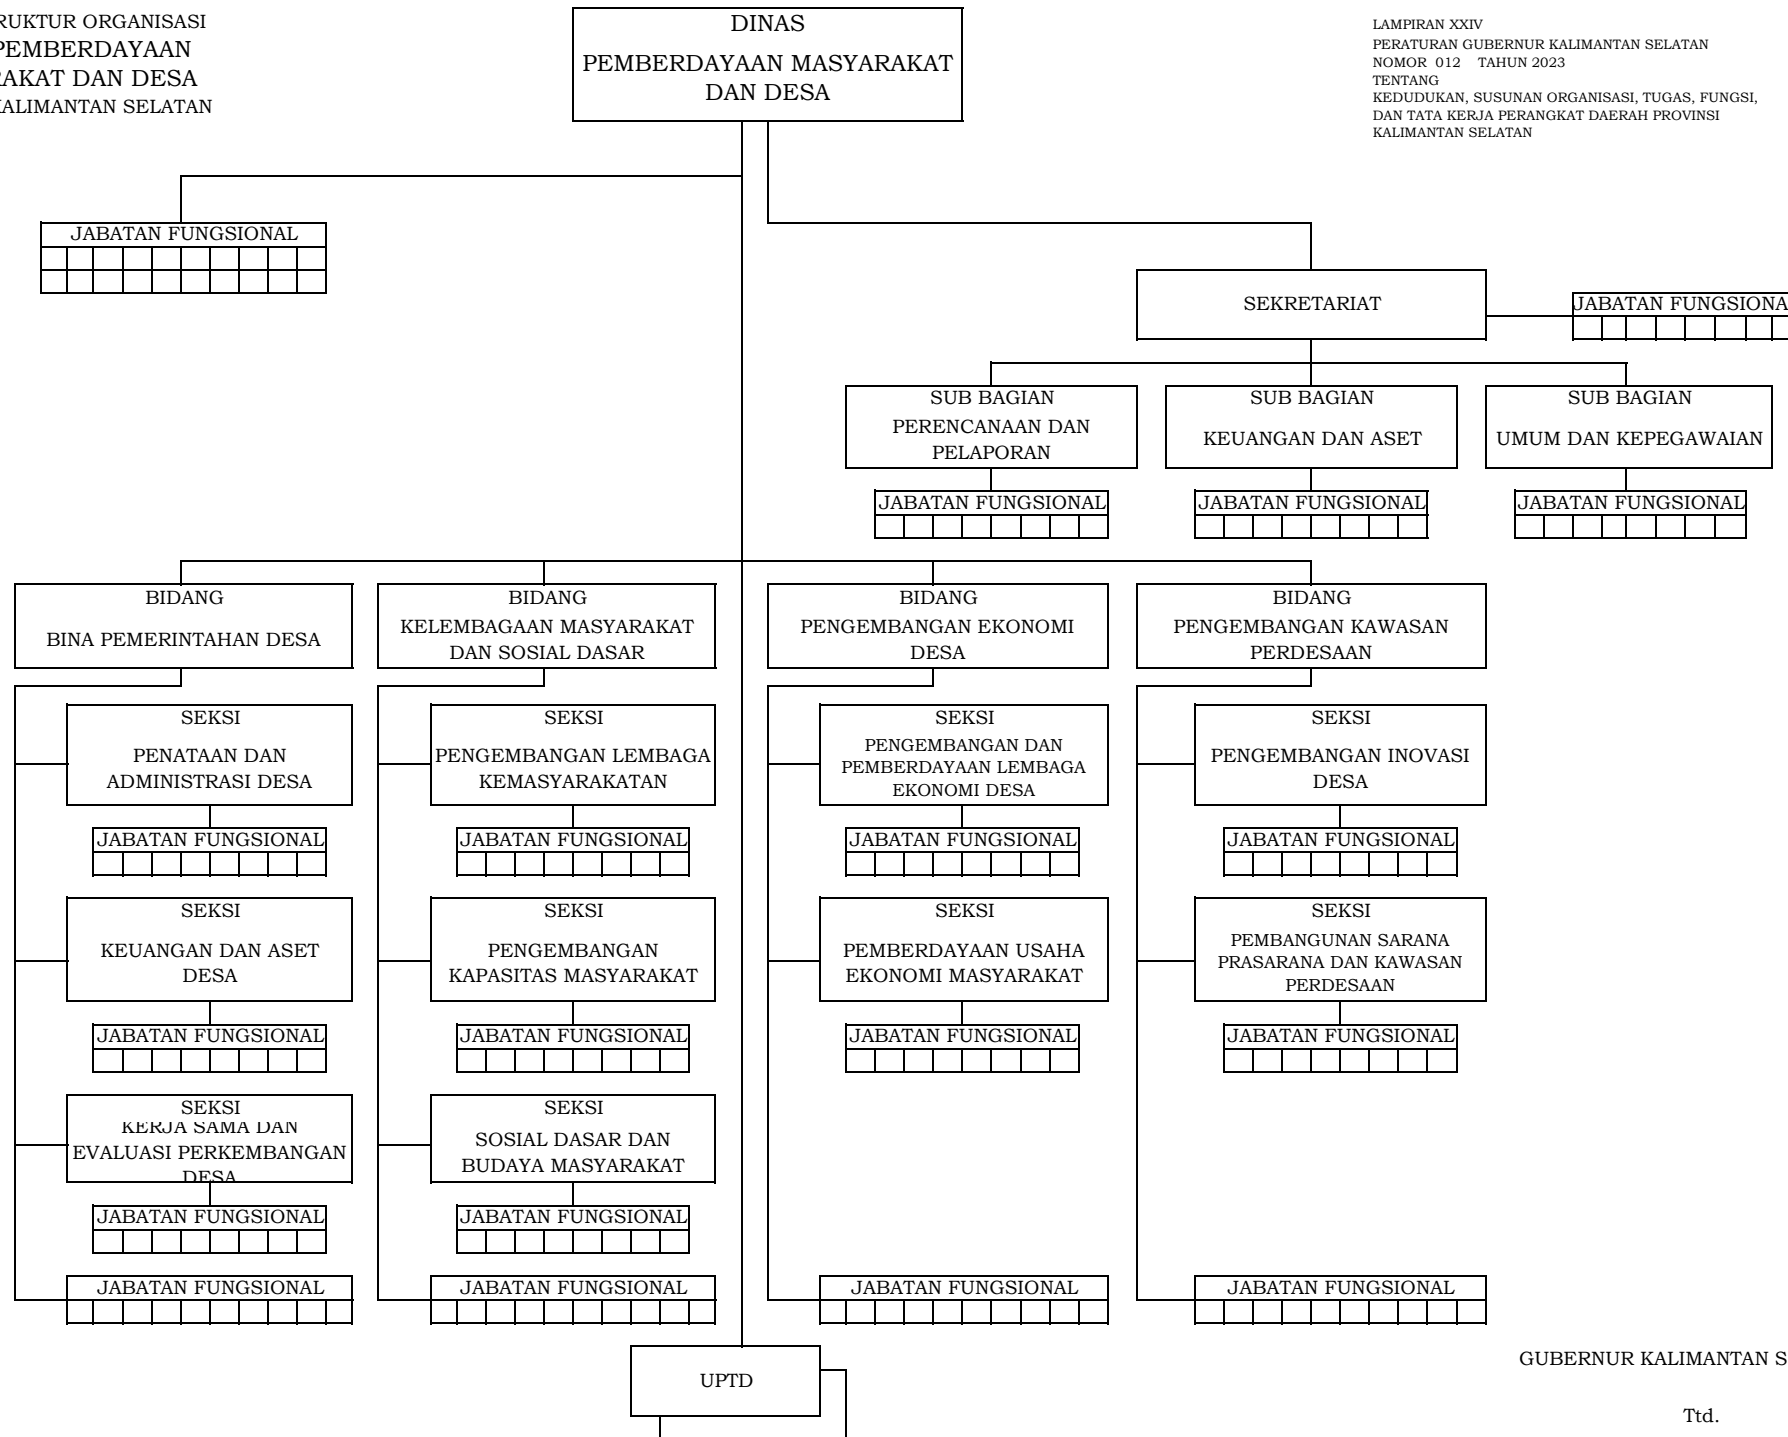 RUKTUR ORGANISASI
PEMBERDAYAAN
RAKAT DAN DESA
KALIMANTAN SELATAN
DINAS
PEMBERDAYAAN MASYARAKAT
DAN DESA
LAMPIRAN XXIV
PERATURAN GUBERNUR KALIMANTAN SELATAN
NOMOR 012 TAHUN 2023
TENTANG
KEDUDUKAN, SUSUNAN ORGANISASI, TUGAS, FUNGSI,
DAN TATA KERJA PERANGKAT DAERAH PROVINSI
KALIMANTAN SELATAN
JABATAN FUNGSIONAL
SEKRETARIAT
JABATAN FUNGSIONA
SUB BAGIAN
PERENCANAAN DAN
PELAPORAN
SUB BAGIAN
KEUANGAN DAN ASET
SUB BAGIAN
UMUM DAN KEPEGAWAIAN
JABATAN FUNGSIONAL
JABATAN FUNGSIONAL
JABATAN FUNGSIONAL
BIDANG
BINA PEMERINTAHAN DESA
BIDANG
KELEMBAGAAN MASYARAKAT
DAN SOSIAL DASAR
BIDANG
PENGEMBANGAN EKONOMI
DESA
BIDANG
PENGEMBANGAN KAWASAN
PERDESAAN
SEKSI
PENATAAN DAN
ADMINISTRASI DESA
SEKSI
PENGEMBANGAN LEMBAGA
KEMASYARAKATAN
SEKSI
PENGEMBANGAN DAN
PEMBERDAYAAN LEMBAGA
EKONOMI DESA
SEKSI
PENGEMBANGAN INOVASI
DESA
JABATAN FUNGSIONAL
JABATAN FUNGSIONAL
JABATAN FUNGSIONAL
JABATAN FUNGSIONAL
SEKSI
KEUANGAN DAN ASET
DESA
SEKSI
PENGEMBANGAN
KAPASITAS MASYARAKAT
SEKSI
PEMBERDAYAAN USAHA
EKONOMI MASYARAKAT
SEKSI
PEMBANGUNAN SARANA
PRASARANA DAN KAWASAN
PERDESAAN
JABATAN FUNGSIONAL
JABATAN FUNGSIONAL
JABATAN FUNGSIONAL
JABATAN FUNGSIONAL
SEKSI
KERJA SAMA DAN
EVALUASI PERKEMBANGAN
DESA
SEKSI
SOSIAL DASAR DAN
BUDAYA MASYARAKAT
JABATAN FUNGSIONAL
JABATAN FUNGSIONAL
JABATAN FUNGSIONAL
JABATAN FUNGSIONAL
JABATAN FUNGSIONAL
JABATAN FUNGSIONAL
UPTD
GUBERNUR KALIMANTAN S
Ttd.